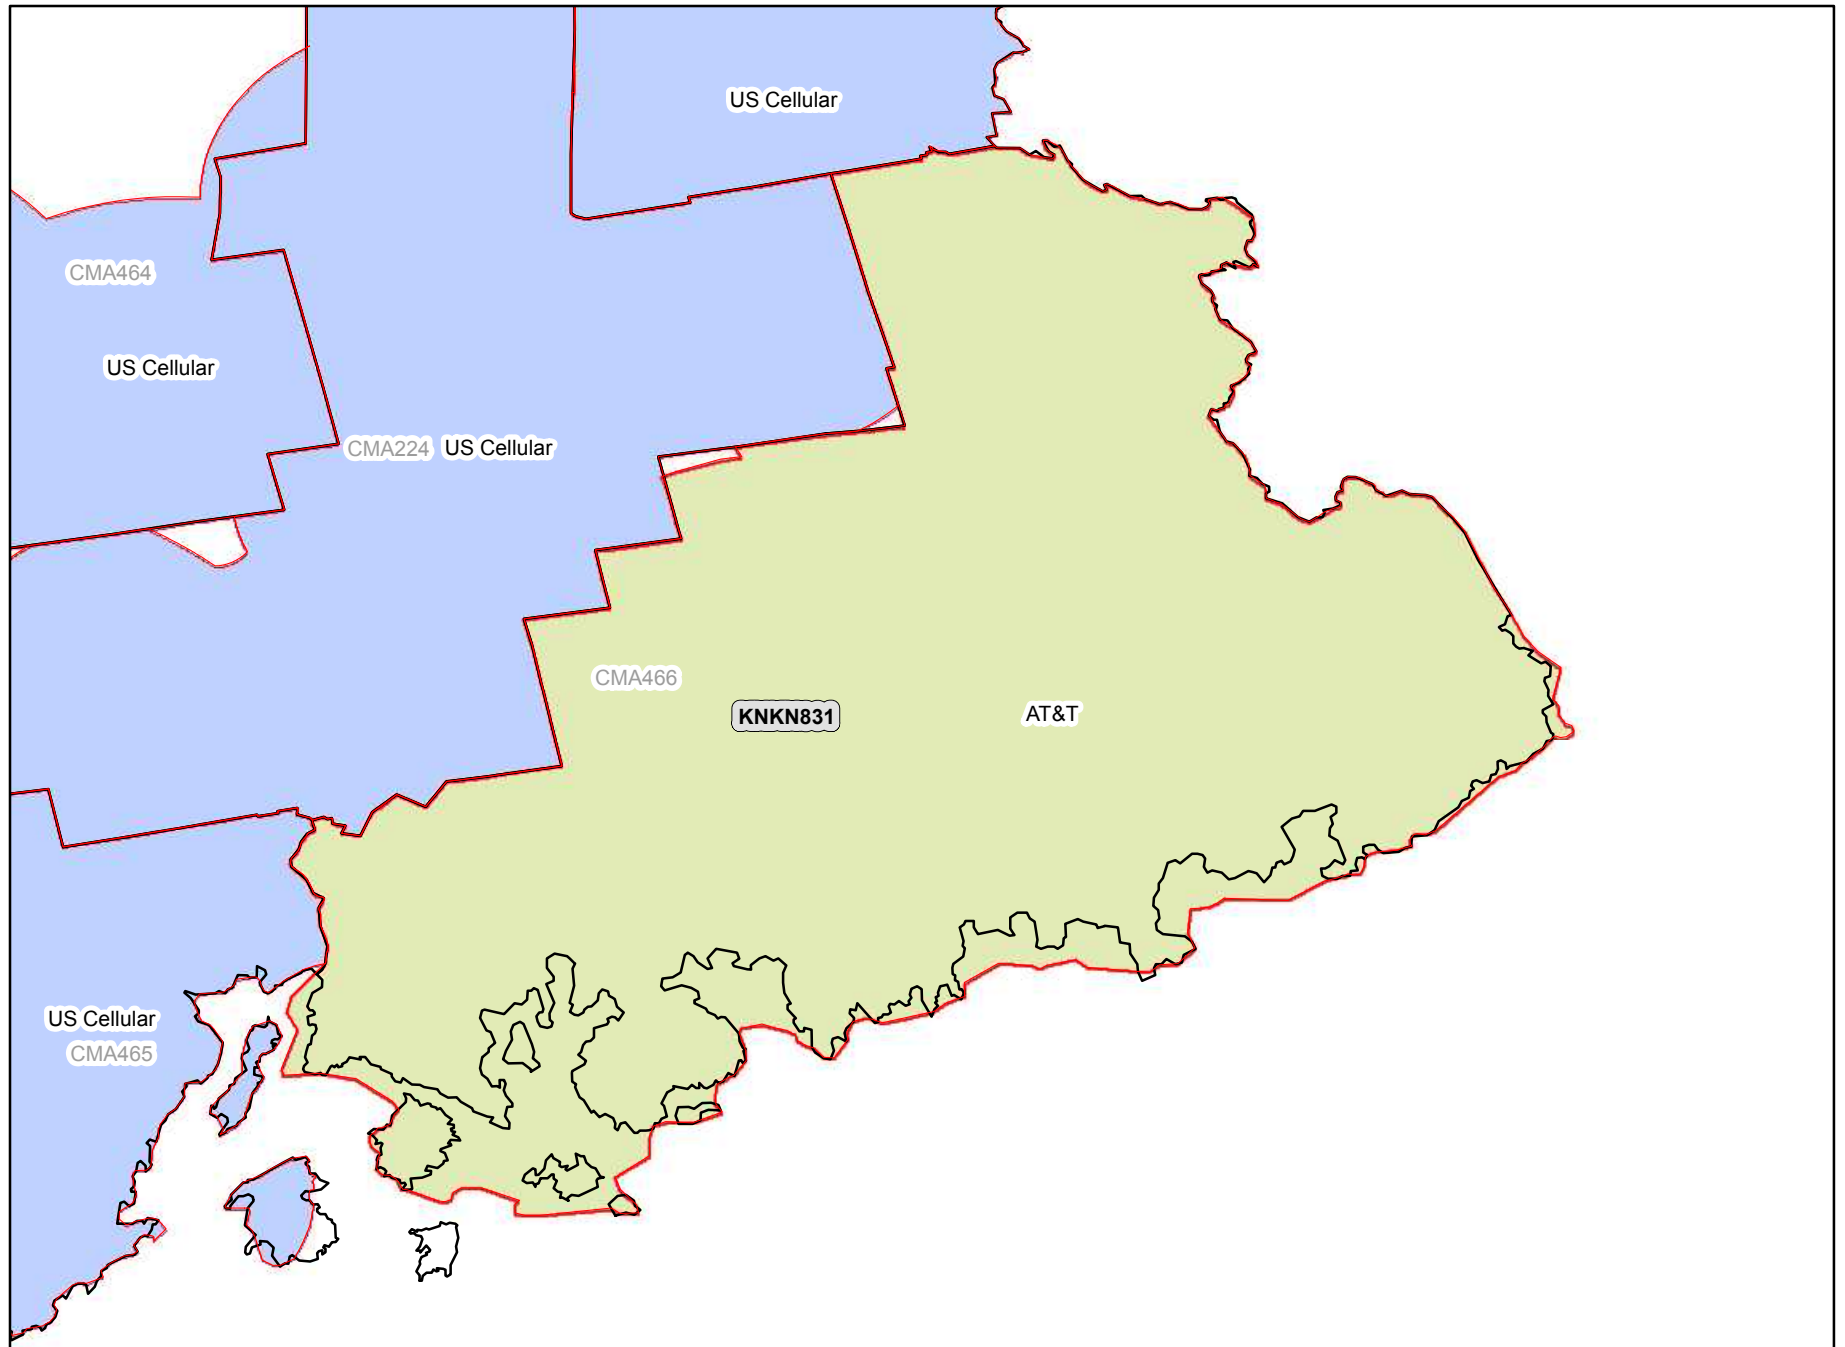 US Cellular
CMA464
US Cellular
CMA224 US Cellular
CMA466
KNKN831
AT&T
US Cellular
CMA465